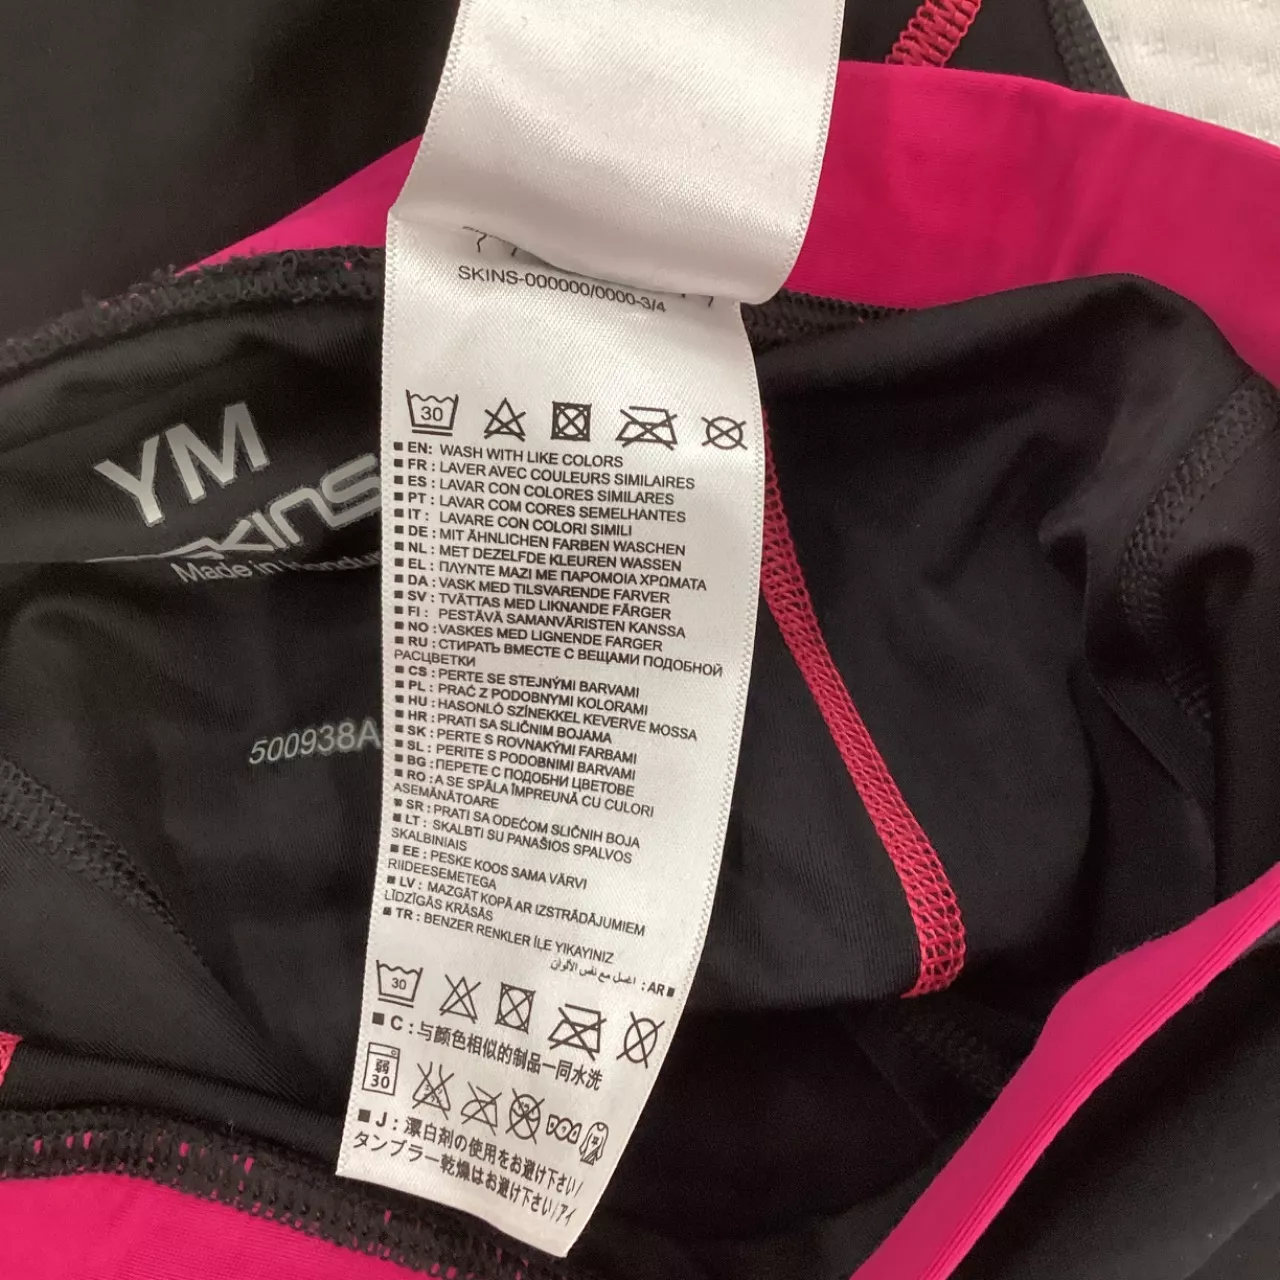 SKINS-000000/0000-3/4
30
EN: WASH WITH LIKE COLORS
FR : LAVER AVEC COULEURS SIMILAIRES
ES : LAVAR CON COLORES SIMILARES
PT : LAVAR COM CORES SEMELHANTES
IT : LAVARE CON COLORI SIMILI
DE : MIT ÄHNLICHEN FARBEN WASCHEN
NL : MET DEZELFDE KLEUREN WASSEN
EL : ΠΛΥΝΤΕ ΜΑΖΙ ΜΕ ΠΑΡΟΜΟΙΑ ΧΡΩΜΑΤΑ
DA : VASK MED TILSVARENDE FARVER
SV : TVÄTTAS MED LIKNANDE FÄRGER
FI : PESTÄVÄ SAMANVÄRISTEN KANSSA
NO : VASKES MED LIGNENDE FARGER
RU : СТИРАТЬ ВМЕСТЕ С ВЕЩАМИ ПОДОБНОЙ
РАСЦВЕТКИ
CS : PERTE SE STEJNÝMI BARVAMI
PL : PRAĆ Z PODOBNYMI KOLORAMI
HU : HASONLÓ SZÍNEKKEL KEVERVE MOSSA
HR : PRATI SA SLIČNIM BOJAMA
SK : PERTE S ROVNAKÝMI FARBAMI
SL : PERITE S PODOBNIMI BARVAMI
BG : ПЕРЕТЕ С ПОДОБНИ ЦВЕТОВЕ
RO : A SE SPĂLA ÎMPREUNĂ CU CULORI
ASEMĂNĂTOARE
SR : PRATI SA ODEĆOM SLIČNIH BOJA
LT : SKALBTI SU PANAŠIOS SPALVOS
SKALBINIAIS
EE : PESKE KOOS SAMA VÄRVI
RIIDEESEMETEGA
LV : MAZGĀT KOPĀ AR IZSTRĀDĀJUMIEM
LĪDZĪGĀS KRĀSĀS
TR : BENZER RENKLER İLE YIKAYINIZ
AR : اغسل مع نفس الألوان
30
C : 与颜色相似的制品一同水洗
弱
30
J : 漂白剤の使用をお避け下さい/
タンブラー乾燥はお避け下さい/アイ
YM
SKINS
Made in Hondu
500938A